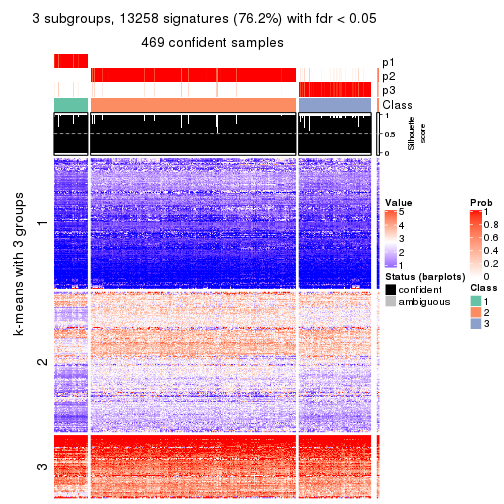 3 subgroups, 13258 signatures (76.2%) with fdr < 0.05
469 confident samples
p1
p2
p3
Class
1
0.5
0
Silhouette
score
k-means with 3 groups
1
2
3
Value
5
4
3
2
1
Status (barplots)
confident
ambiguous
Prob
1
0.8
0.6
0.4
0.2
0
Class
1
2
3